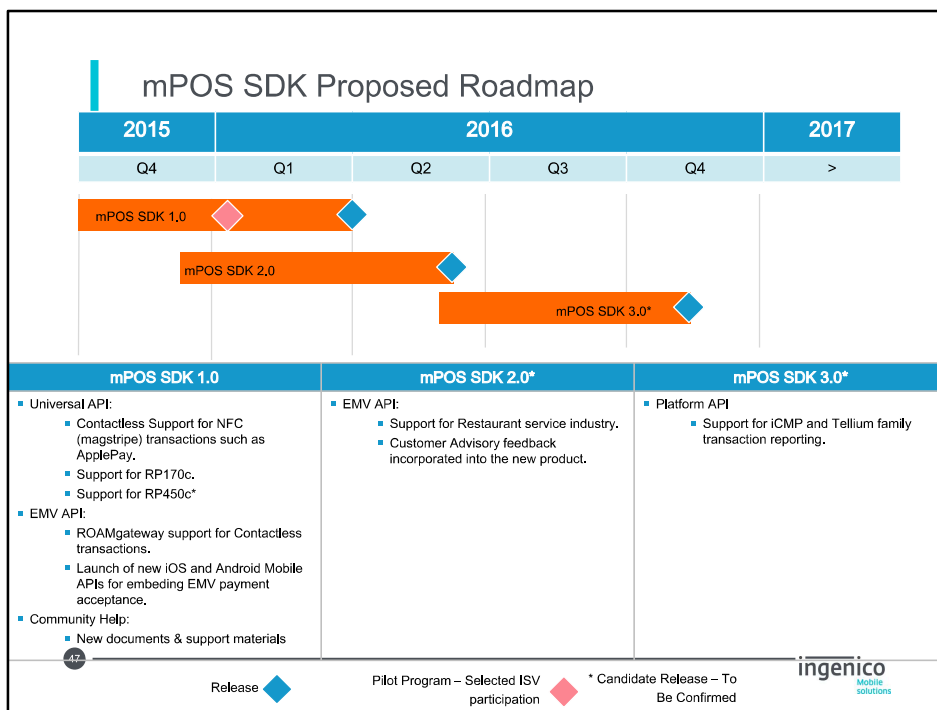 mPOS SDK Proposed Roadmap
2015 2016 2017
Q4 Q1 Q2 Q3 Q4 >
mPOS SDK 1.0
mPOS SDK 2.0
mPOS SDK 3.0*
mPOS SDK 1.0
Universal API:
Contactless Support for NFC
(magstripe) transactions such as
ApplePay.
Support for RP170c.
Support for RP450c*
EMV API:
ROAMgateway support for Contactless
transactions.
Launch of new iOS and Android Mobile
APIs for embeding EMV payment
acceptance.
Community Help:
New documents & support materials
mPOS SDK 2.0*
EMV API:
Support for Restaurant service industry.
Customer Advisory feedback
incorporated into the new product.
mPOS SDK 3.0*
Platform API
Support for iCMP and Tellium family
transaction reporting.
47
Release
Pilot Program – Selected ISV
participation
* Candidate Release – To
Be Confirmed
ingenico
Mobile
solutions